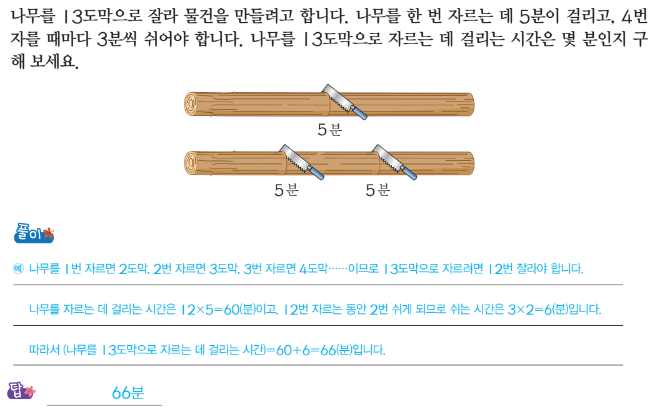 나무를 13도막으로 잘라 물건을 만들려고 합니다. 나무를 한 번 자르는 데 5분이 걸리고, 4번
자를 때마다 3분씩 쉬어야 합니다. 나무를 13도막으로 자르는 데 걸리는 시간은 몇 분인지 구
해 보세요.
5분
5분 5분
풀이
예 나무를 1번 자르면 2도막, 2번 자르면 3도막, 3번 자르면 4도막……이므로 13도막으로 자르려면 12번 잘라야 합니다.
나무를 자르는 데 걸리는 시간은 12×5=60(분)이고, 12번 자르는 동안 2번 쉬게 되므로 쉬는 시간은 3×2=6(분)입니다.
따라서 (나무를 13도막으로 자르는 데 걸리는 시간)=60+6=66(분)입니다.
답 66분